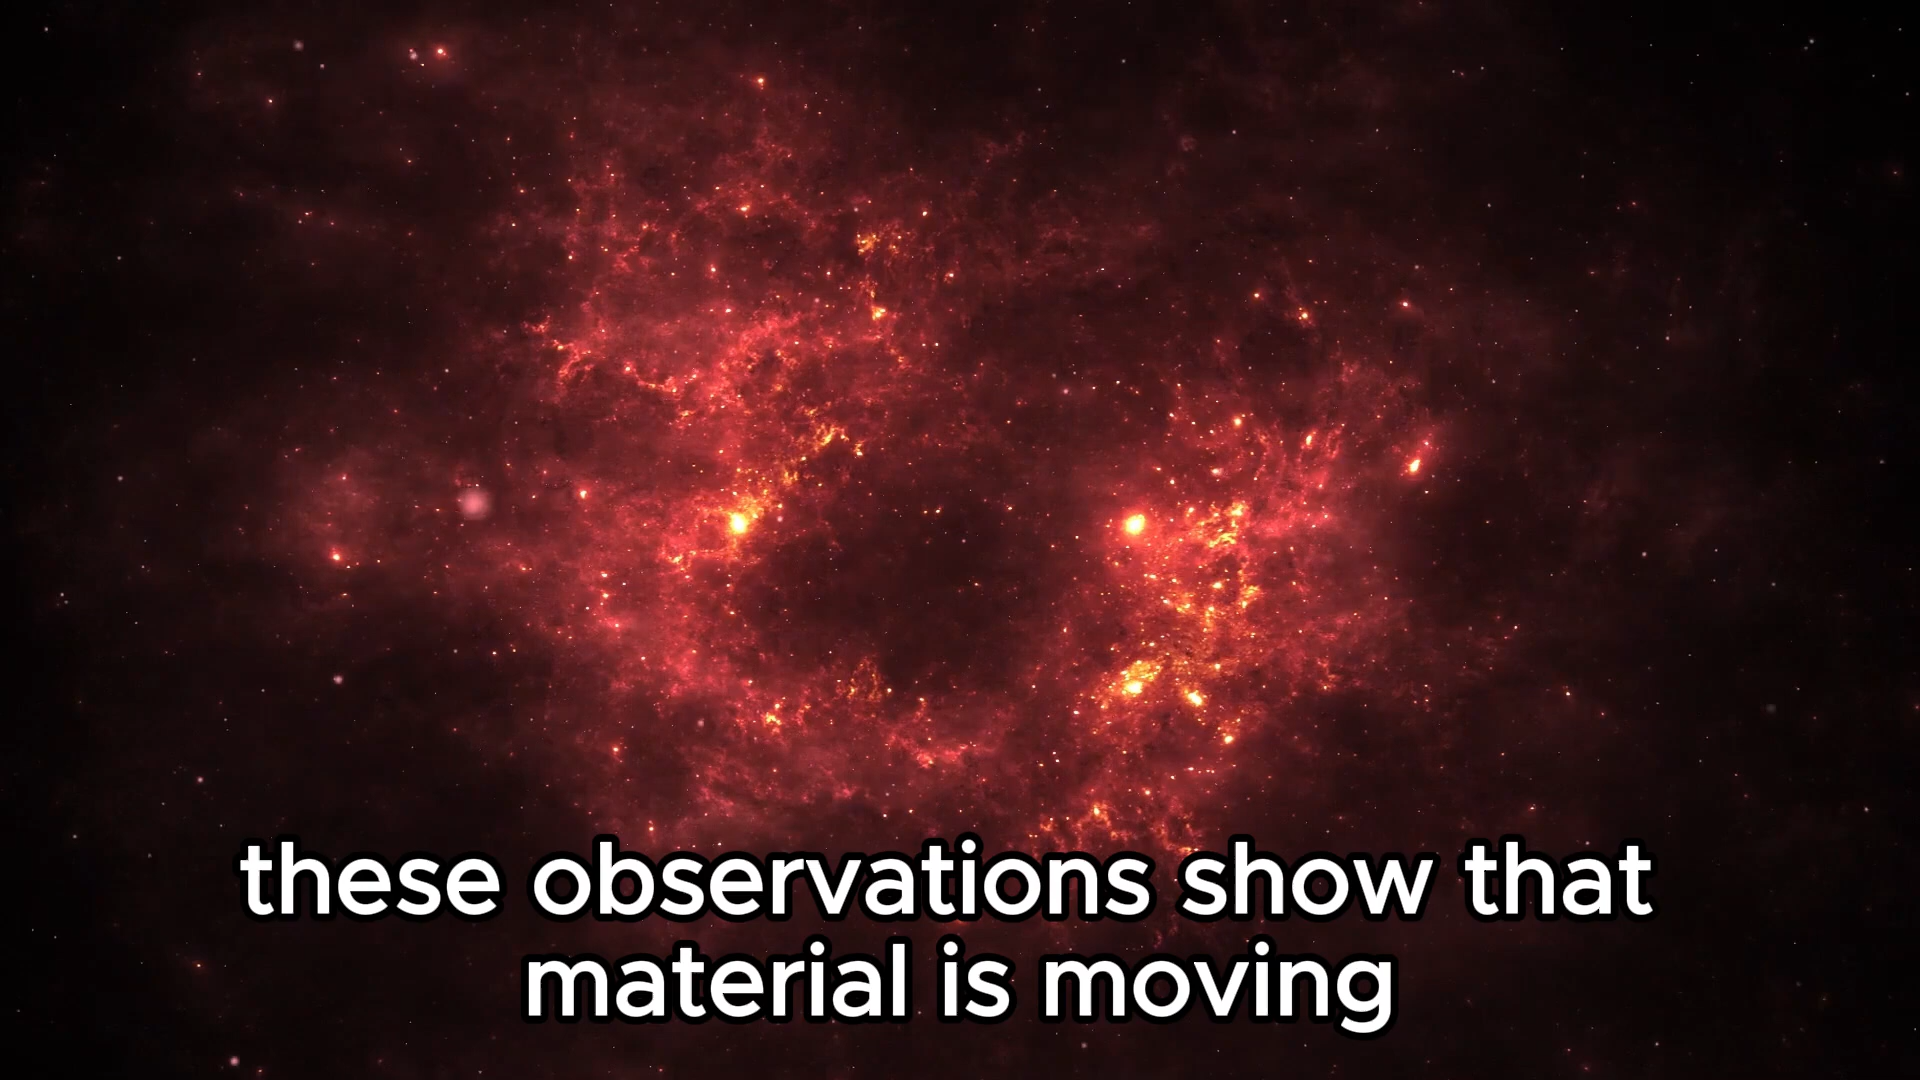 these observations show that
material is moving